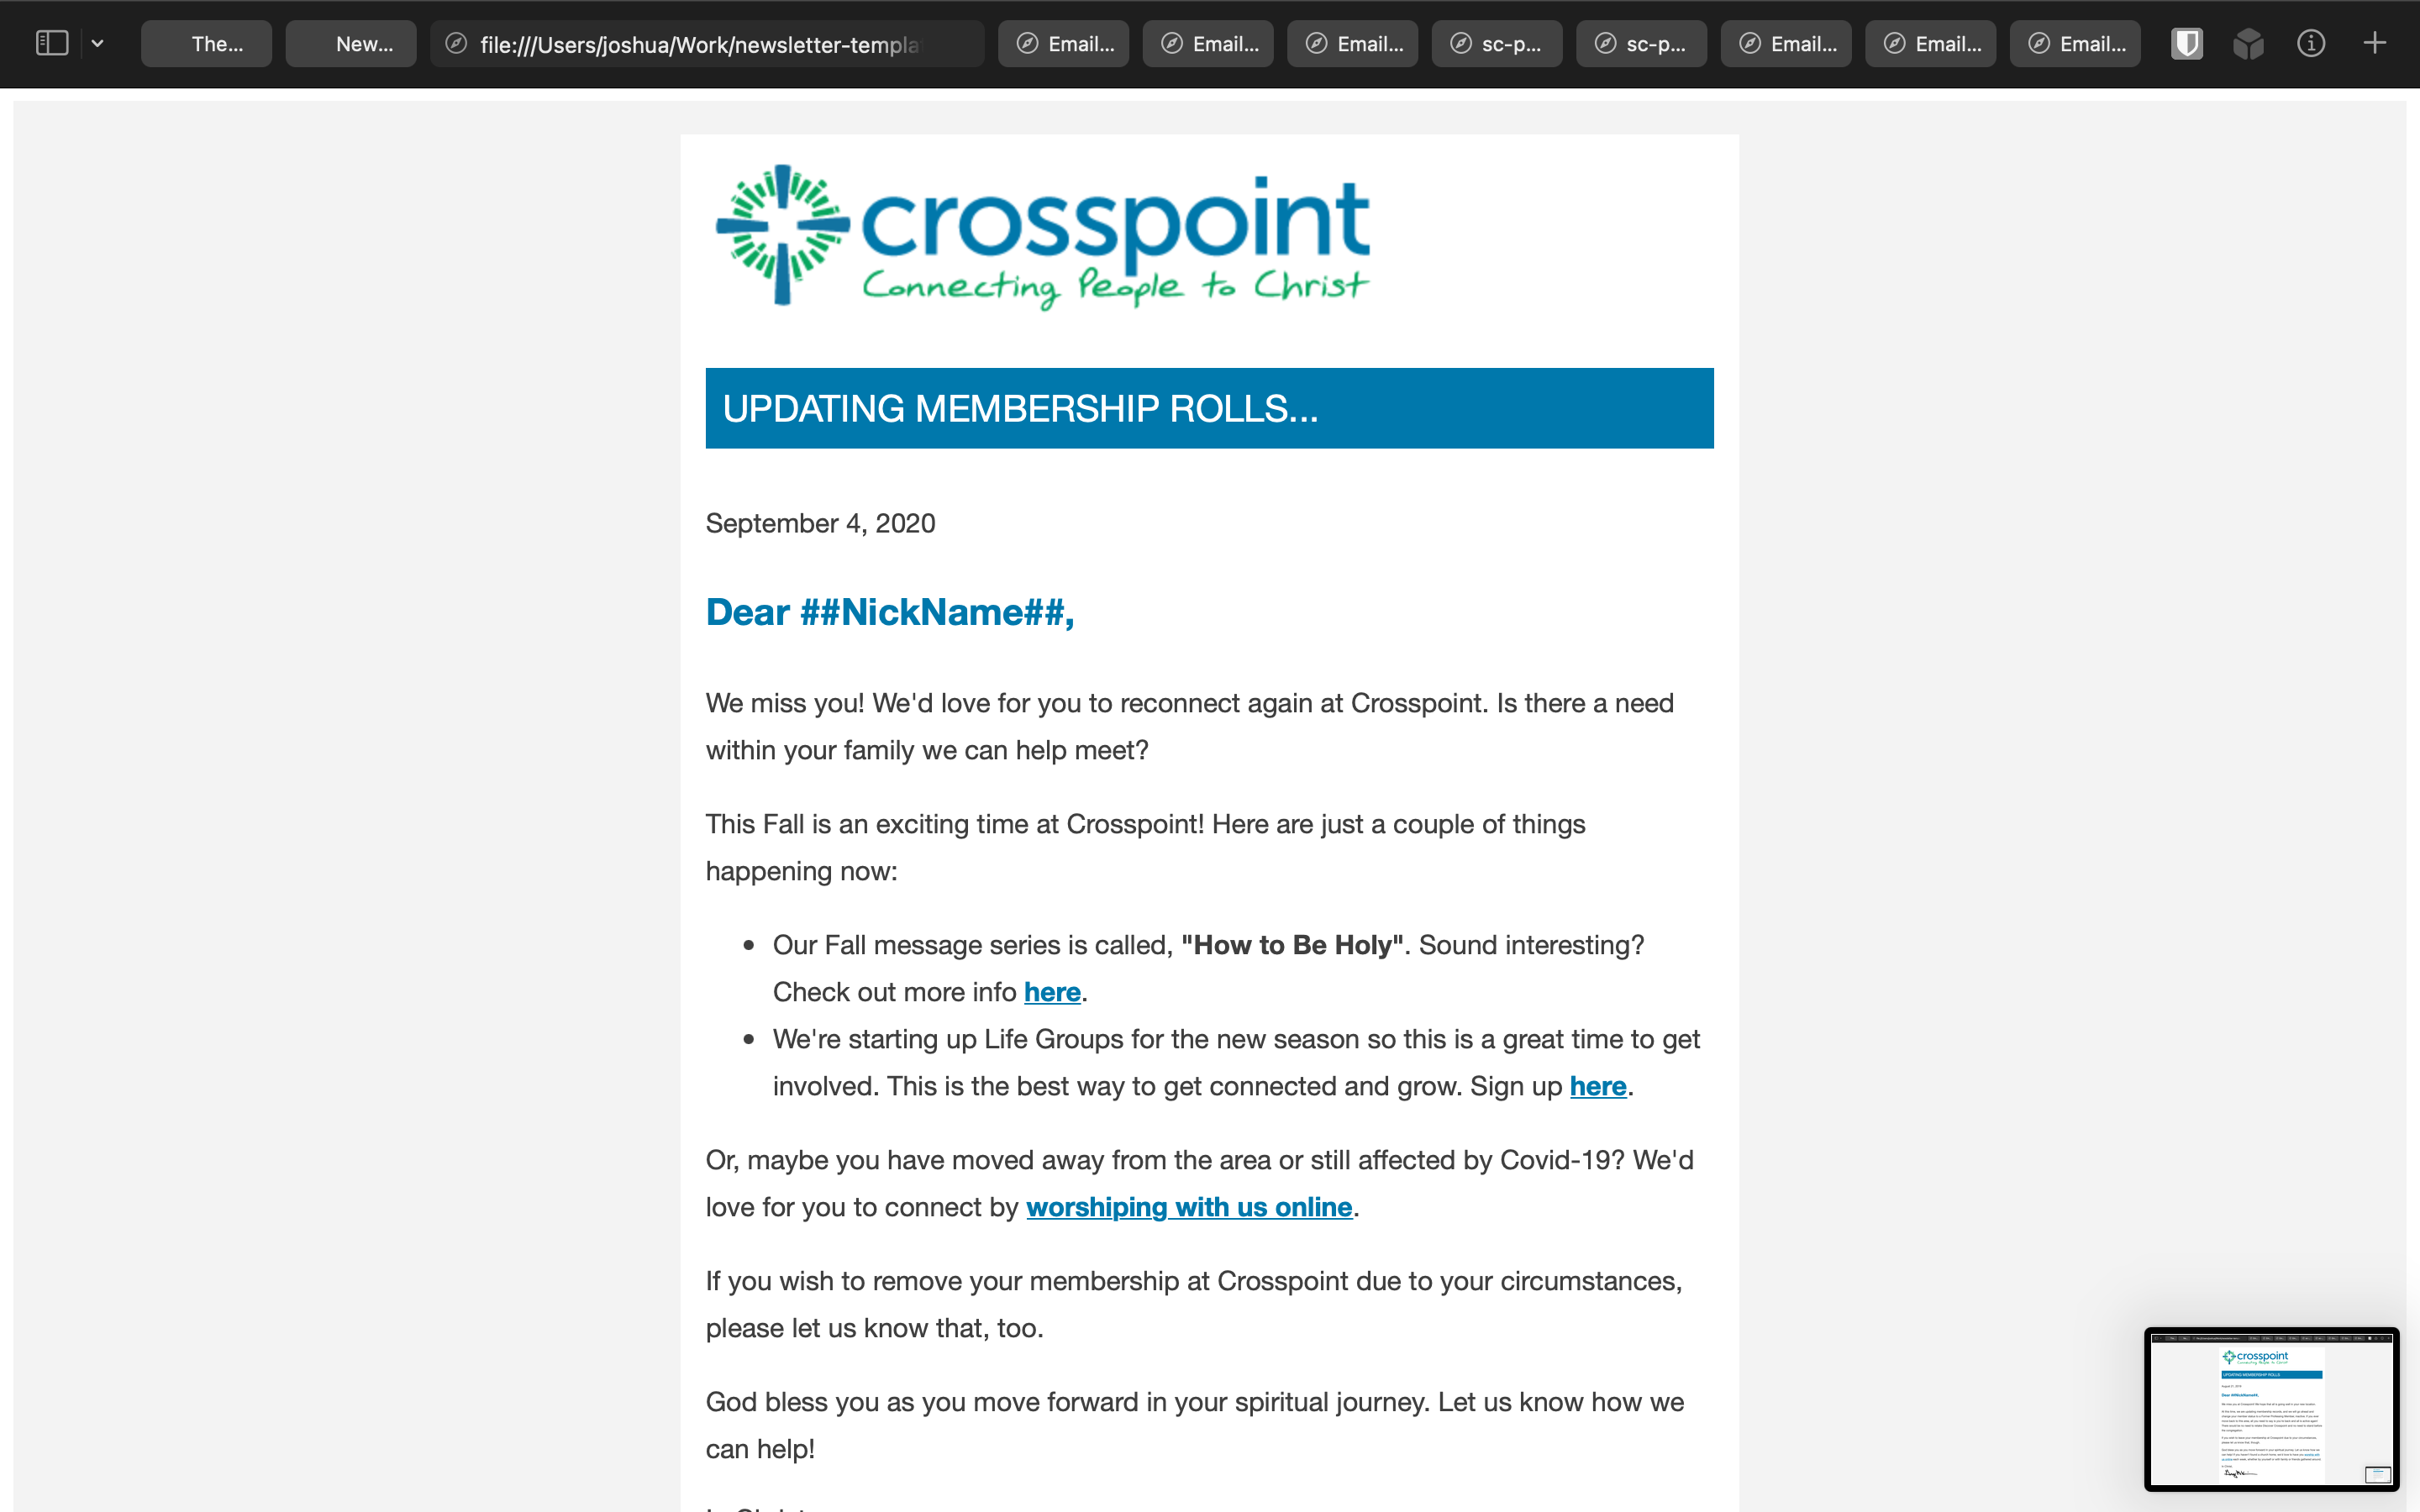 The...
New...
file:///Users/joshua/Work/newsletter-templa
Email...
Email...
Email...
sc-p...
sc-p...
Email...
Email...
Email...
crosspoint
Connecting People to Christ
UPDATING MEMBERSHIP ROLLS...
September 4, 2020
Dear ##NickName##,
We miss you! We'd love for you to reconnect again at Crosspoint. Is there a need
within your family we can help meet?
This Fall is an exciting time at Crosspoint! Here are just a couple of things
happening now:
• Our Fall message series is called, "How to Be Holy". Sound interesting?
Check out more info here.
• We're starting up Life Groups for the new season so this is a great time to get
involved. This is the best way to get connected and grow. Sign up here.
Or, maybe you have moved away from the area or still affected by Covid-19? We'd
love for you to connect by worshiping with us online.
If you wish to remove your membership at Crosspoint due to your circumstances,
please let us know that, too.
God bless you as you move forward in your spiritual journey. Let us know how we
can help!
crosspoint
Connecting People to Christ
UPDATING MEMBERSHIP ROLLS